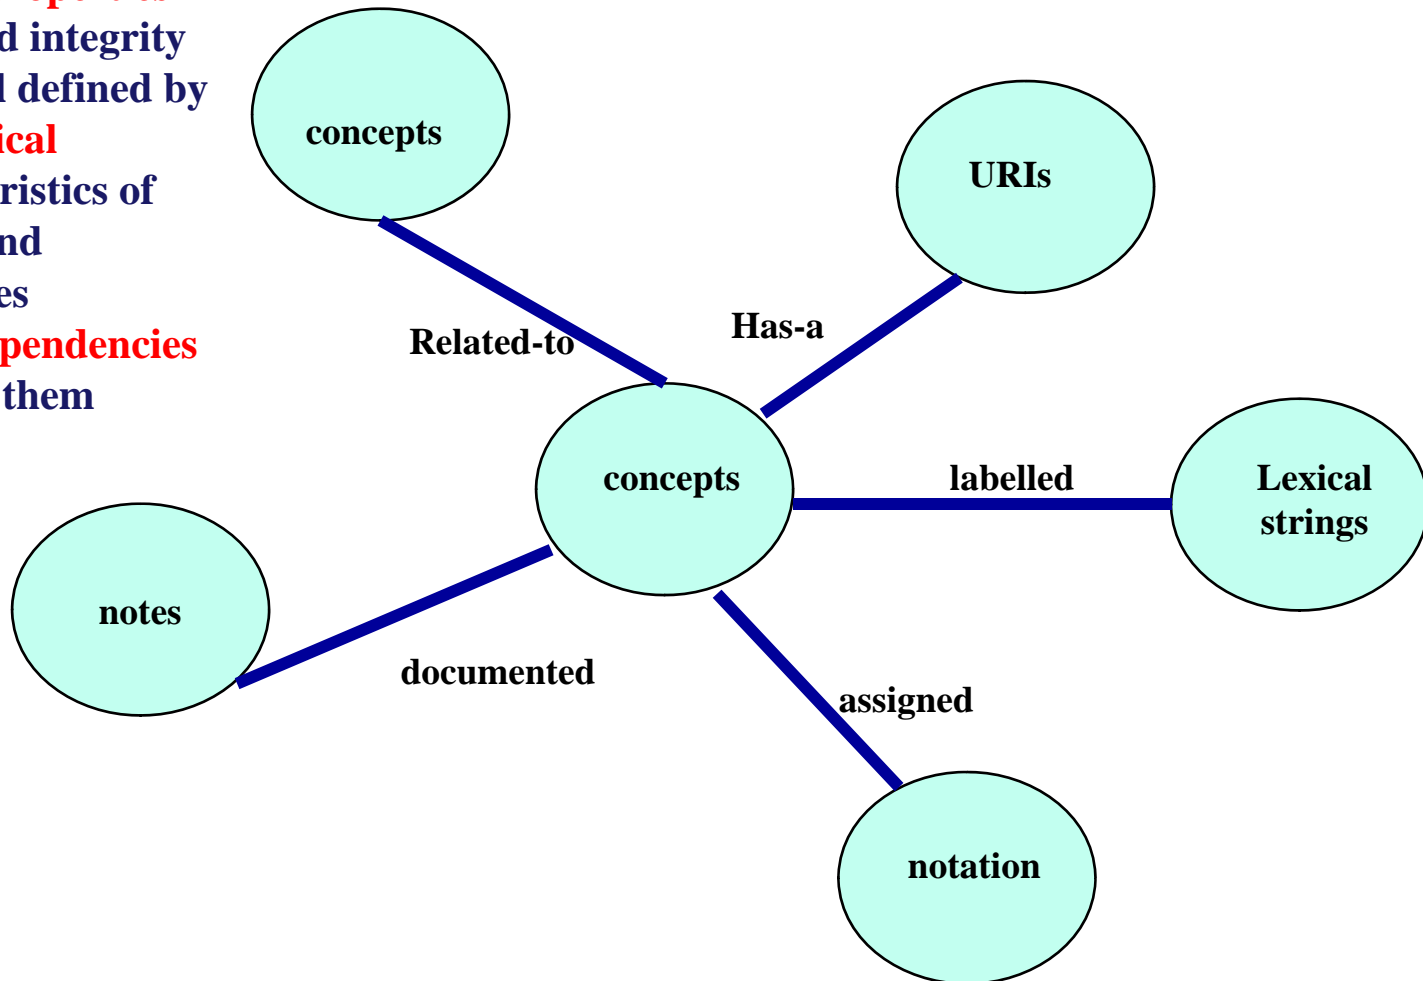 d integrity
defined by
ical
ristics of
nd
es
pendencies
them
concepts
URIs
Related-to
Has-a
concepts
labelled
Lexical
strings
notes
documented
assigned
notation